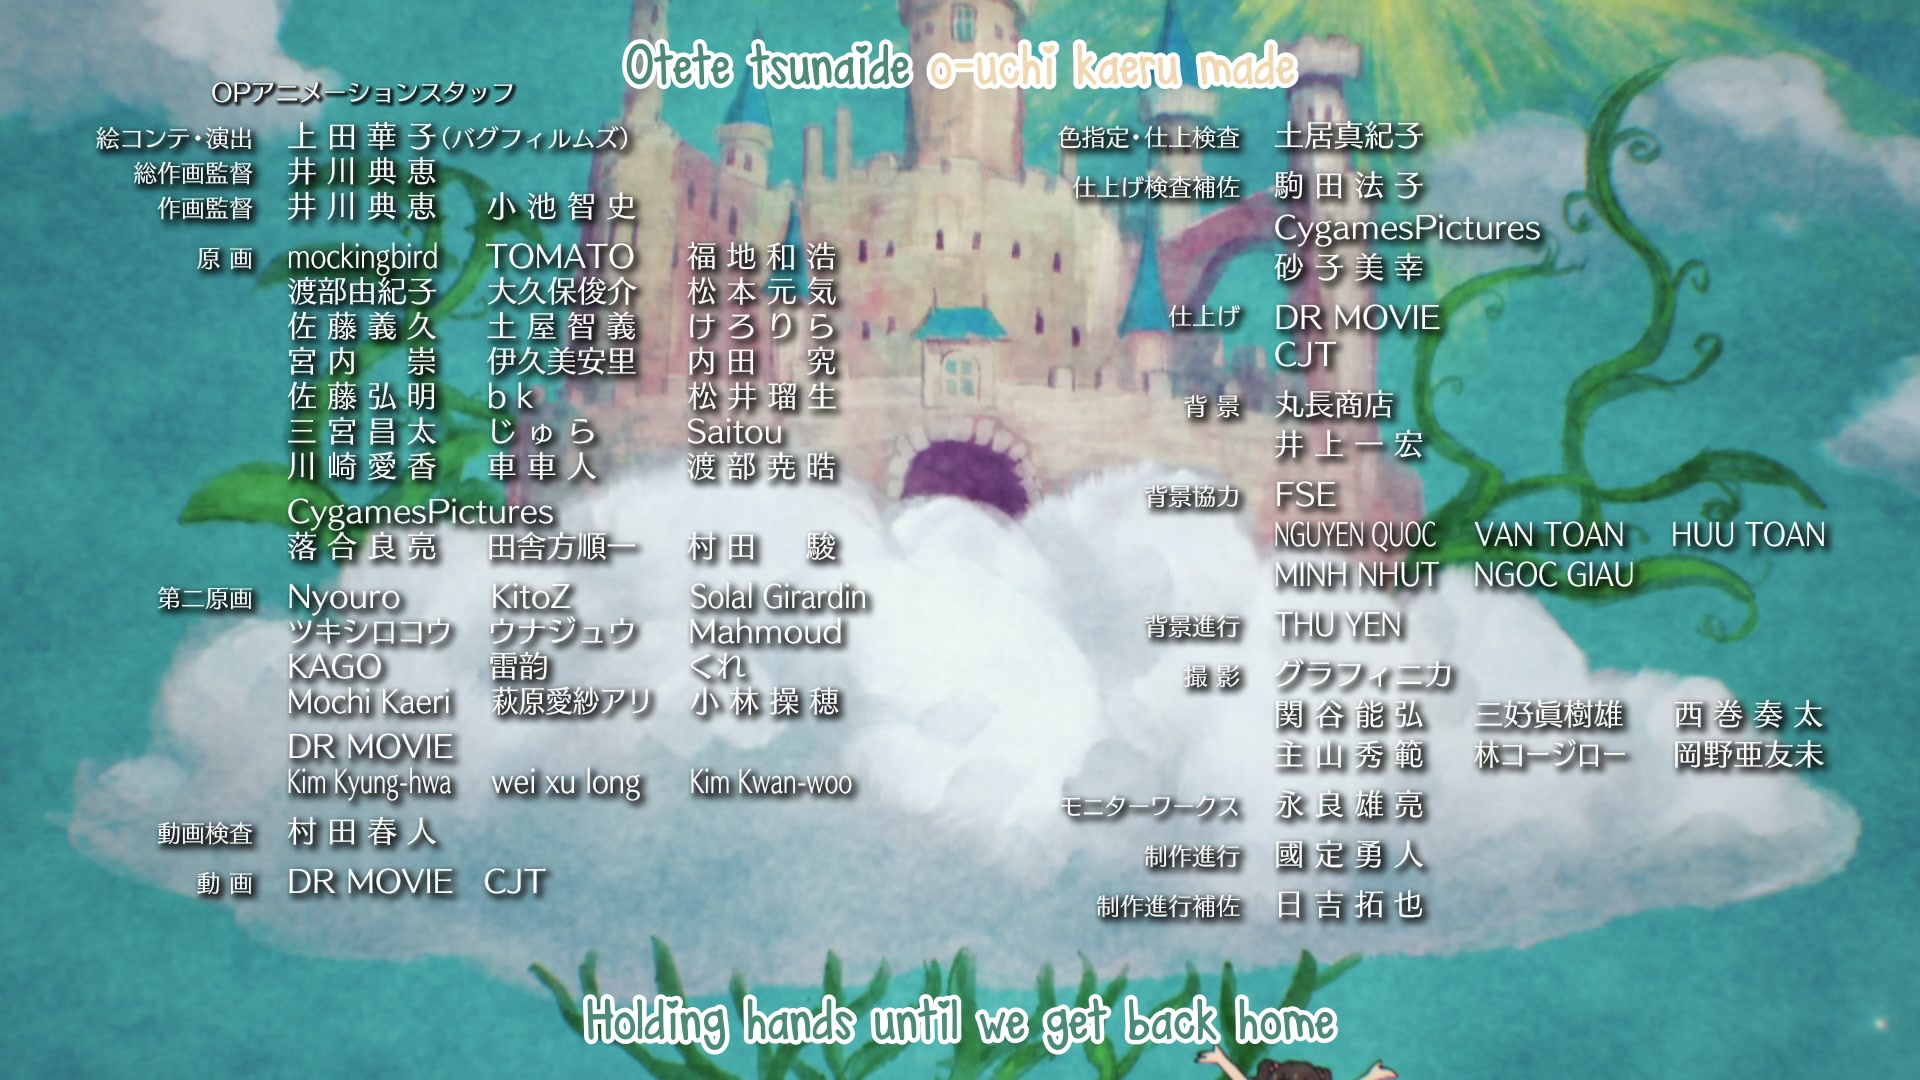 Otete tsunaide o-uchi kaeru made
OPアニメーションスタッフ
絵コンテ・演出 上田華子(バグフィルムズ)
総作画監督 井川典恵
作画監督 井川典恵 小池智史
原画 mockingbird TOMATO 福地和浩
渡部由紀子 大久保俊介 松本元気
佐藤義久 土屋智義 けろりら
宮内崇 伊久美安里 内田究
佐藤弘明 bk 松井瑠生
三宮昌太 じゅら Saitou
川崎愛香 車車人 渡部尭晧
CygamesPictures
落合良亮 田舎方順一 村田駿
第二原画 Nyouro KitoZ Solal Girardin
ツキシロコウ ウナジュウ Mahmoud
KAGO 雷韵 くれ
Mochi Kaeri 萩原愛紗アリ 小林操穂
DR MOVIE
Kim Kyung-hwa wei xu long Kim Kwan-woo
動画検査 村田春人
動画 DR MOVIE CJT
色指定・仕上検査 土居真紀子
仕上げ検査補佐 駒田法子
CygamesPictures
砂子美幸
仕上げ DR MOVIE
CJT
背景 丸長商店
井上一宏
背景協力 FSE
NGUYEN QUOC VAN TOAN HUU TOAN
MINH NHUT NGOC GIAU
背景進行 THU YEN
撮影 グラフィニカ
関谷能弘 三好眞樹雄 西巻奏太
主山秀範 林コージロー 岡野亜友未
モニターワークス 永良雄亮
制作進行 國定勇人
制作進行補佐 日吉拓也
Holding hands until we get back home